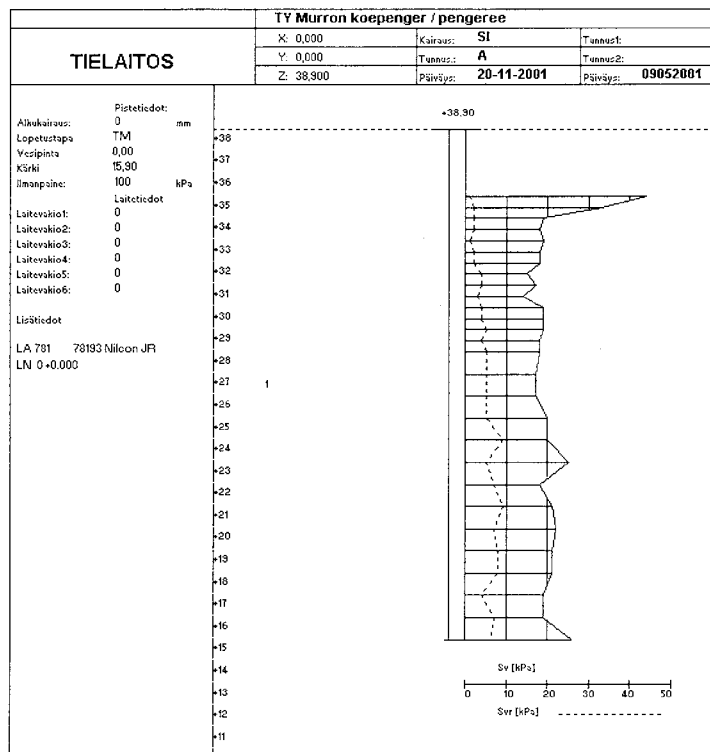 TY Murron koepenger / pengeree
TIELAITOS
X: 0,000
Kairaus: SI
Tunnus1:
Y: 0,000
Tunnus.: A
Tunnus2:
Z: 38,900
Päiväys: 20-11-2001
Päiväys: 09052001
Pistetiedot:
Alkukairaus: 0 mm
Lopetustapa TM
Vesipinta 0,00
Kärki 15,90
Ilmanpaine: 100 kPa
Laitetiedot
Laitevakio1: 0
Laitevakio2: 0
Laitevakio3: 0
Laitevakio4: 0
Laitevakio5: 0
Laitevakio6: 0
Lisätiedot
LA 781 78193 Nilcon JR
LN 0 +0.000
+38,90
+38
+37
+36
+35
+34
+33
+32
+31
+30
+29
+28
+27
1
+26
+25
+24
+23
+22
+21
+20
+19
+18
+17
+16
+15
+14
+13
+12
+11
Sv [kPa]
0 10 20 30 40 50
Svr [kPa]